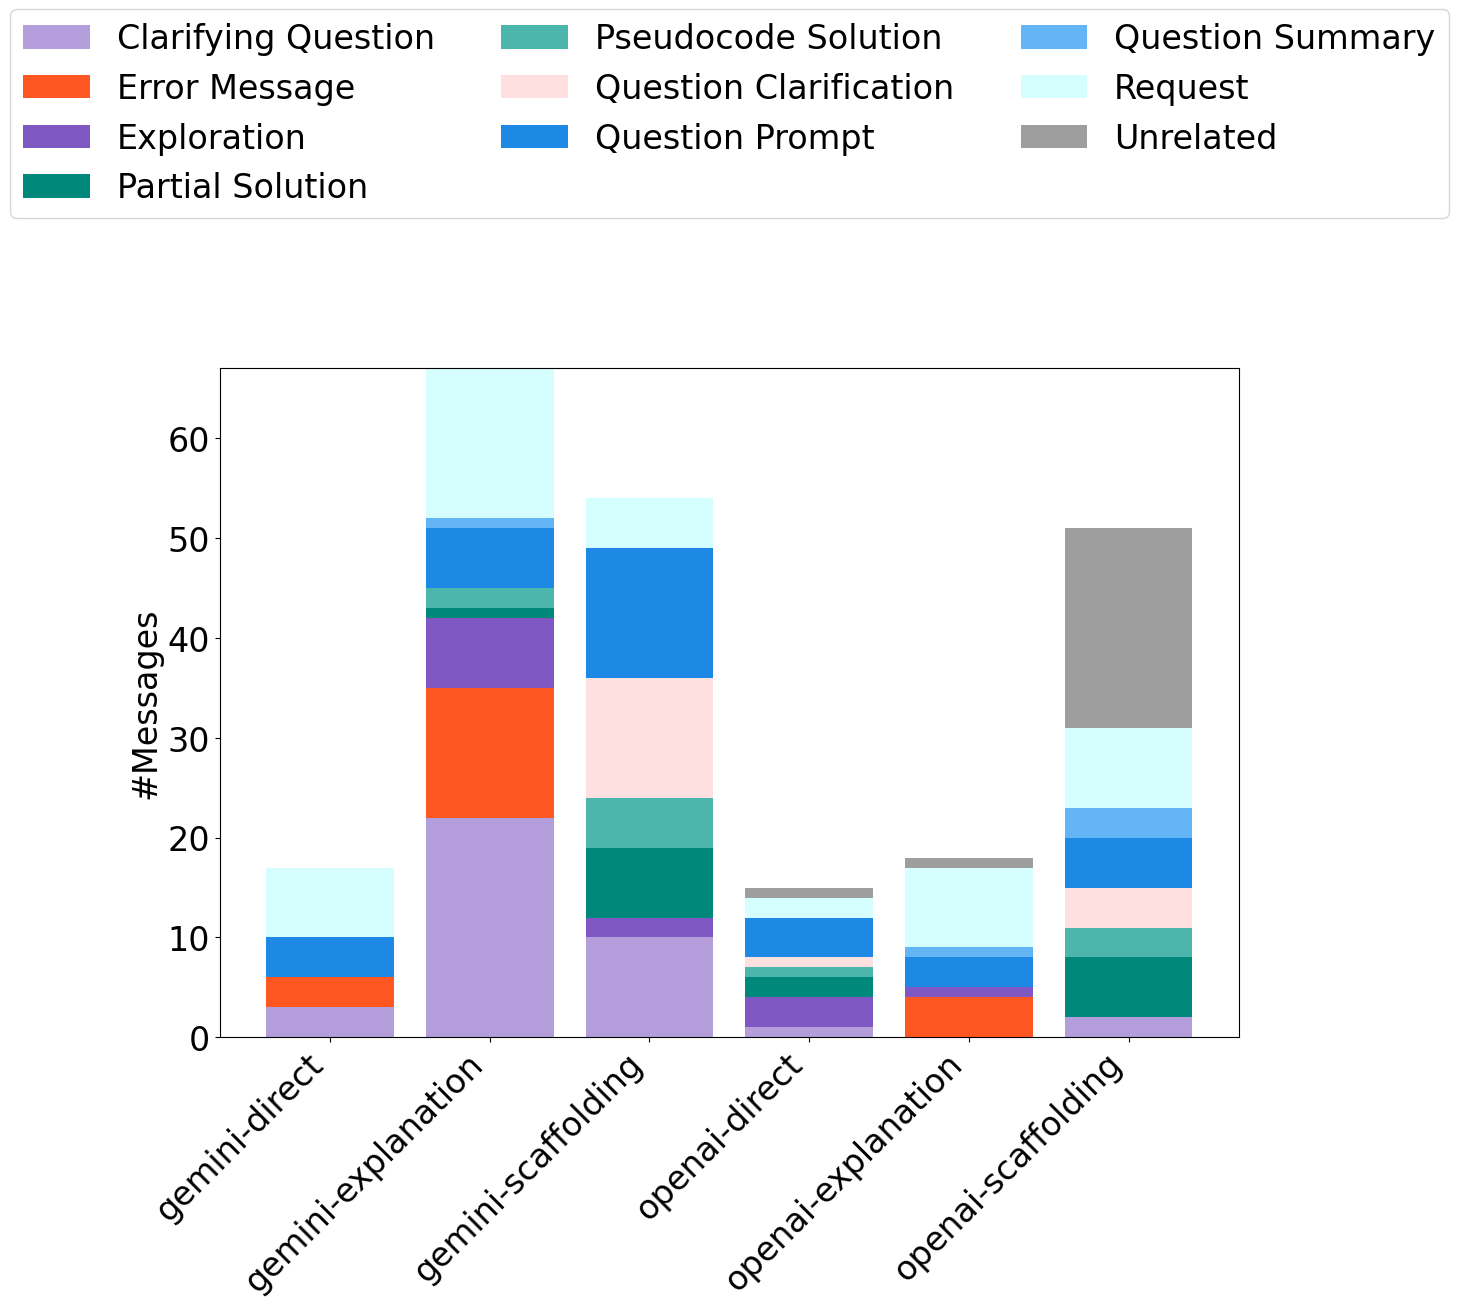 Clarifying Question
Error Message
Exploration
Partial Solution
Pseudocode Solution
Question Clarification
Question Prompt
Question Summary
Request
Unrelated
#Messages
60
50
40
30
20
10
0
gemini-direct
gemini-explanation
gemini-scaffolding
openai-direct
openai-explanation
openai-scaffolding